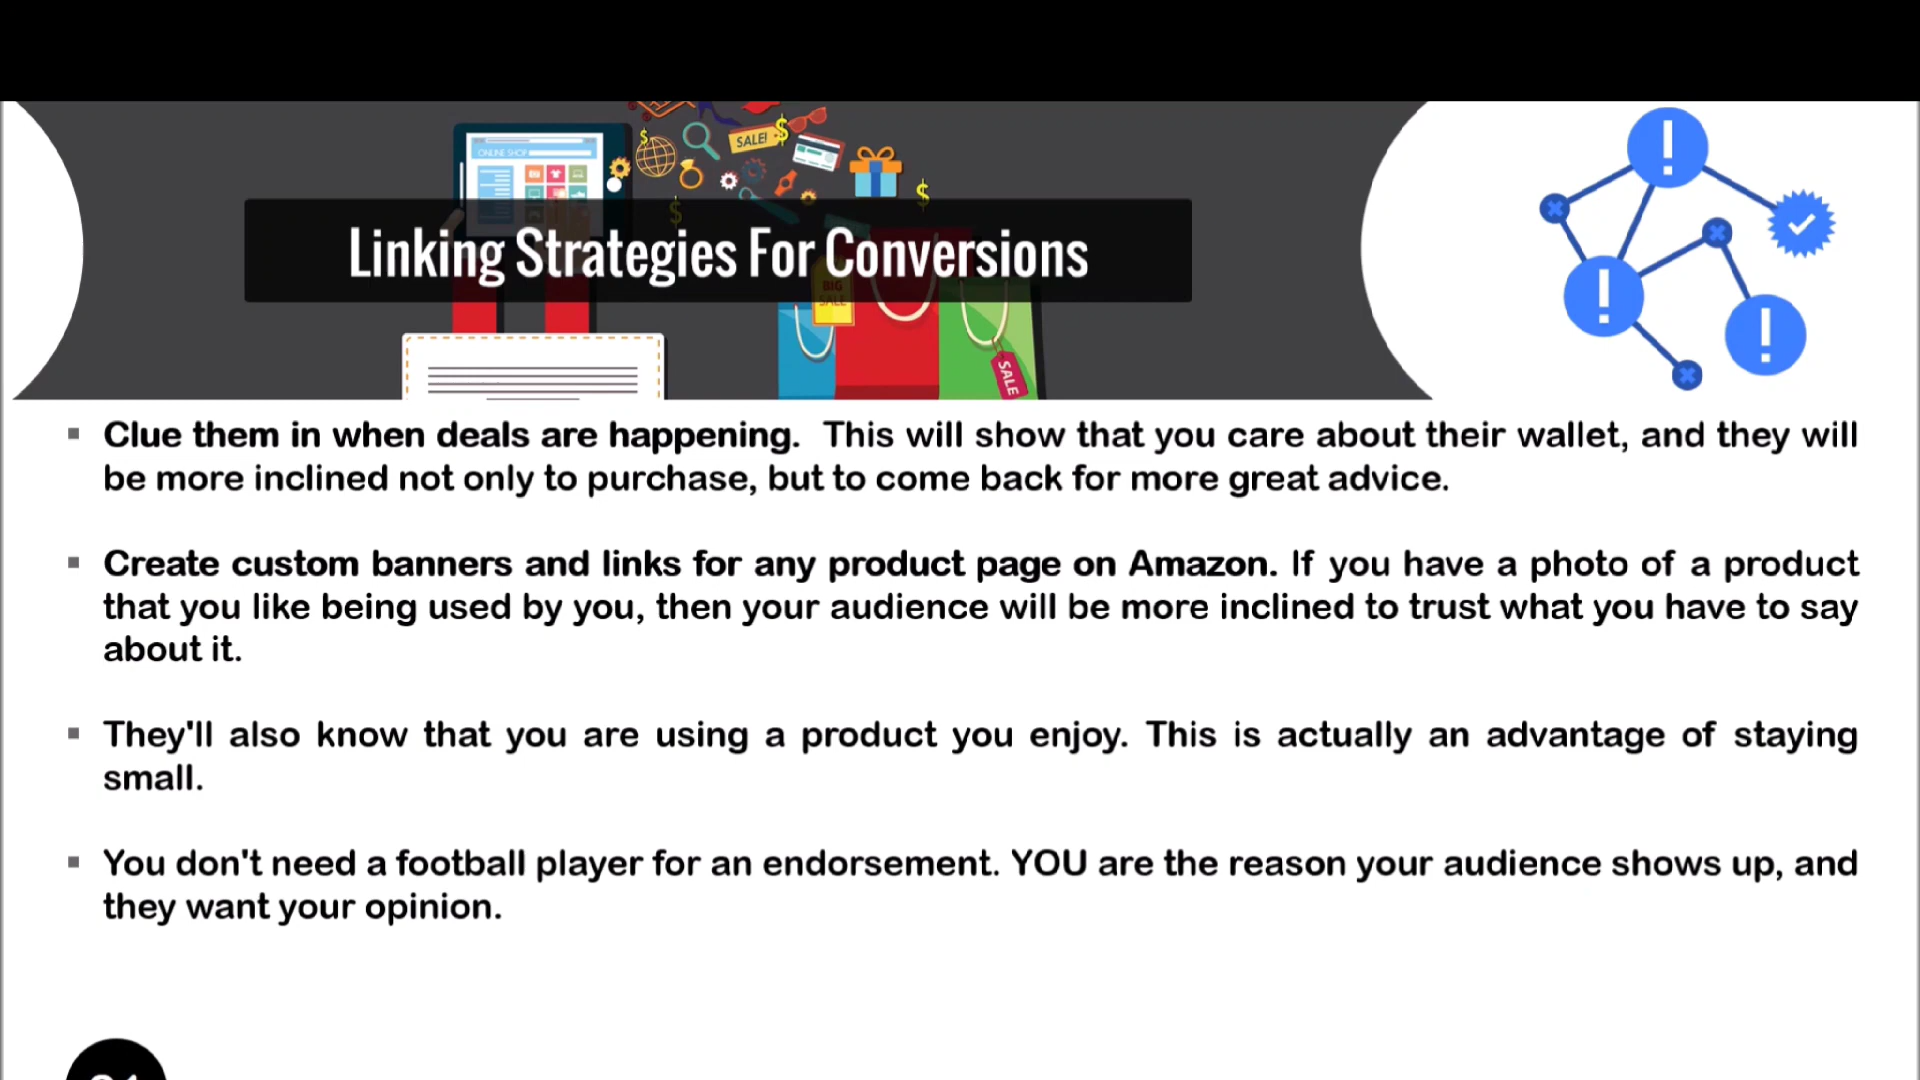 ONLINE SHOP
SALE!
Linking Strategies For Conversions
BIG
SALE
SALE
Clue them in when deals are happening. This will show that you care about their wallet, and they will
be more inclined not only to purchase, but to come back for more great advice.
Create custom banners and links for any product page on Amazon. If you have a photo of a product
that you like being used by you, then your audience will be more inclined to trust what you have to say
about it.
They'll also know that you are using a product you enjoy. This is actually an advantage of staying
small.
You don't need a football player for an endorsement. YOU are the reason your audience shows up, and
they want your opinion.